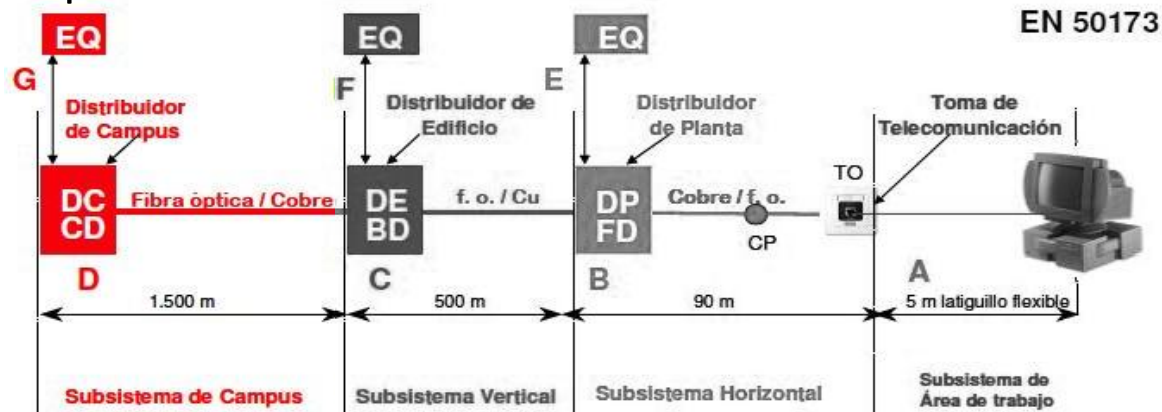 EN 50173
EQ
EQ
EQ
G
F
E
Distribuidor
de Campus
Distribuidor de
Edificio
Distribuidor
de Planta
Toma de
Telecomunicación
TO
DC
CD
Fibra óptica / Cobre
DE
BD
f. o. / Cu
DP
FD
Cobre / f. o.
CP
D
C
B
A
1.500 m
500 m
90 m
5 m latiguillo flexible
Subsistema de Campus
Subsistema Vertical
Subsistema Horizontal
Subsistema de
Área de trabajo